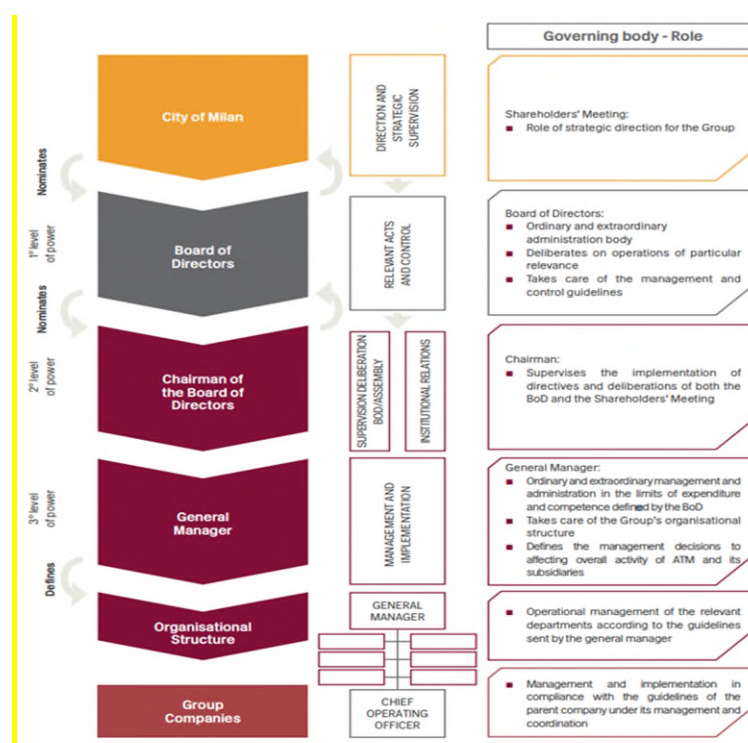 Governing body - Role
City of Milan
DIRECTION AND
STRATEGIC
SUPERVISION
Shareholders' Meeting:
Role of strategic direction for the Group
Nominates
1º level
of power
Board of
Directors
RELEVANT ACTS
AND CONTROL
Board of Directors:
Ordinary and extraordinary
administration body
Deliberates on operations of particular
relevance
Takes care of the management and
control guidelines
Nominates
2º level
of power
Chairman of
the Board of
Directors
SUPERVISION DELIBERATION
BOD/ASSEMBLY
INSTITUTIONAL RELATIONS
Chairman:
Supervises the implementation of
directives and deliberations of both the
BoD and the Shareholders' Meeting
3º level
of power
General
Manager
MANAGEMENT AND
IMPLEMENTATION
General Manager:
Ordinary and extraordinary management and
administration in the limits of expenditure
and competence defined by the BoD
Takes care of the Group's organisational
structure
Defines the management decisions to
affecting overall activity of ATM and its
subsidiaries
Defines
Organisational
Structure
GENERAL
MANAGER
Operational management of the relevant
departments according to the guidelines
sent by the general manager
Group
Companies
CHIEF
OPERATING
OFFICER
Management and implementation in
compliance with the guidelines of the
parent company under its management and
coordination